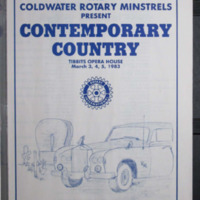 COLDWATER ROTARY MINSTRELS
PRESENT
CONTEMPORARY
COUNTRY
TIBBITS OPERA HOUSE
March 3, 4, 5, 1983